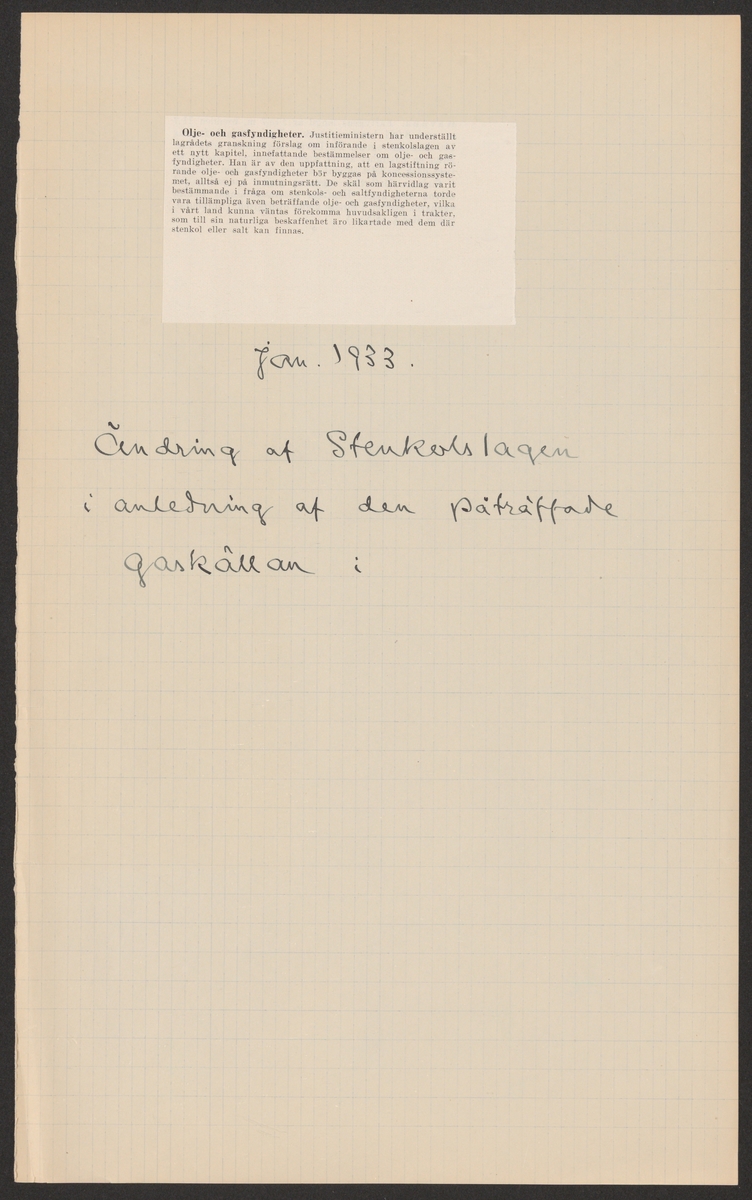 Olje- och gasfyndigheter. Justitieministern har underställt
lagrådets granskning förslag om införande i stenkolslagen av
ett nytt kapitel, innefattande bestämmelser om olje- och gas-
fyndigheter. Han är av den uppfattning, att en lagstiftning rö-
rande olje- och gasfyndigheter bör byggas på koncessionssyste-
met, alltså ej på inmutningsrätt. De skäl som härvidlag varit
bestämmande i fråga om stenkols- och saltfyndigheterna torde
vara tillämpliga även beträffande olje- och gasfyndigheter, vilka
i vårt land kunna väntas förekomma huvudsakligen i trakter,
som till sin naturliga beskaffenhet äro likartade med dem där
stenkol eller salt kan finnas.
jan. 1933.
Ändring af Stenkolslagen
i anledning af den påträffade
gaskällan i